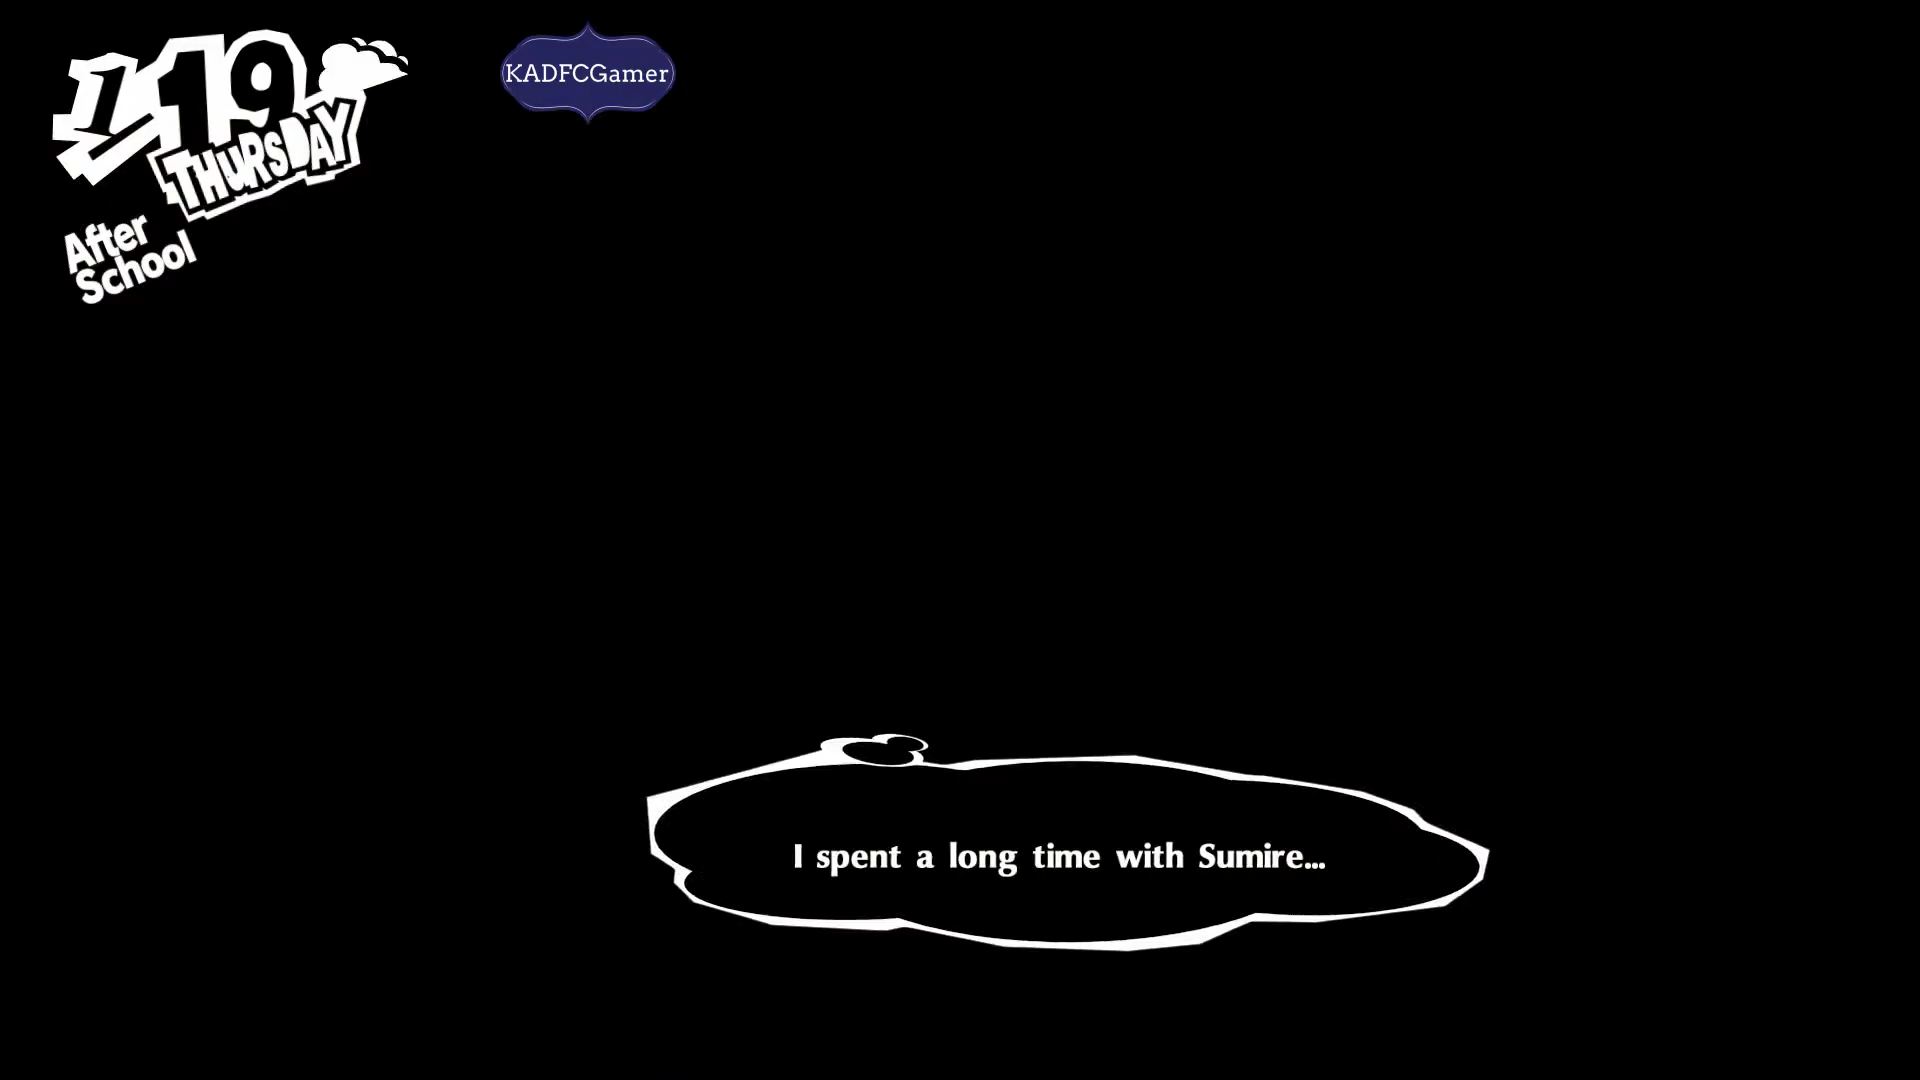 1/19
THURSDAY
After
School
KADFCGamer
I spent a long time with Sumire...